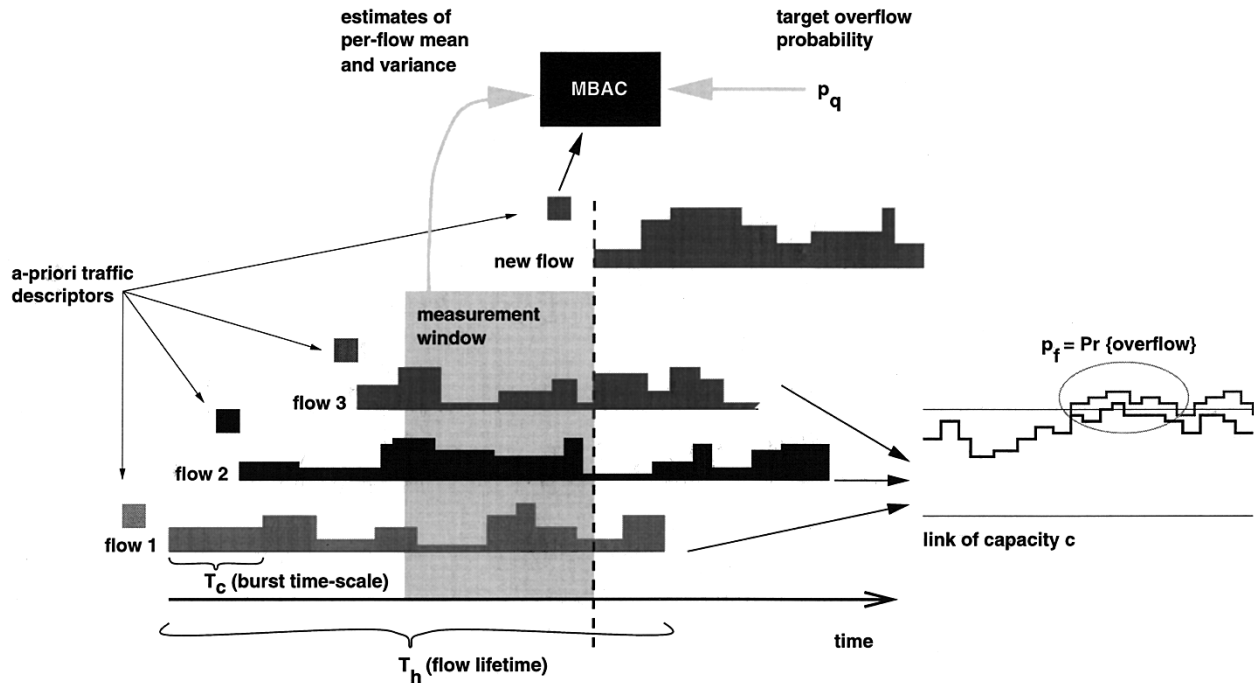 estimates of
per-flow mean
and variance
target overflow
probability
MBAC
p_q
new flow
a-priori traffic
descriptors
measurement
window
p_f = Pr {overflow}
flow 3
flow 2
flow 1
link of capacity c
T_c (burst time-scale)
time
T_h (flow lifetime)